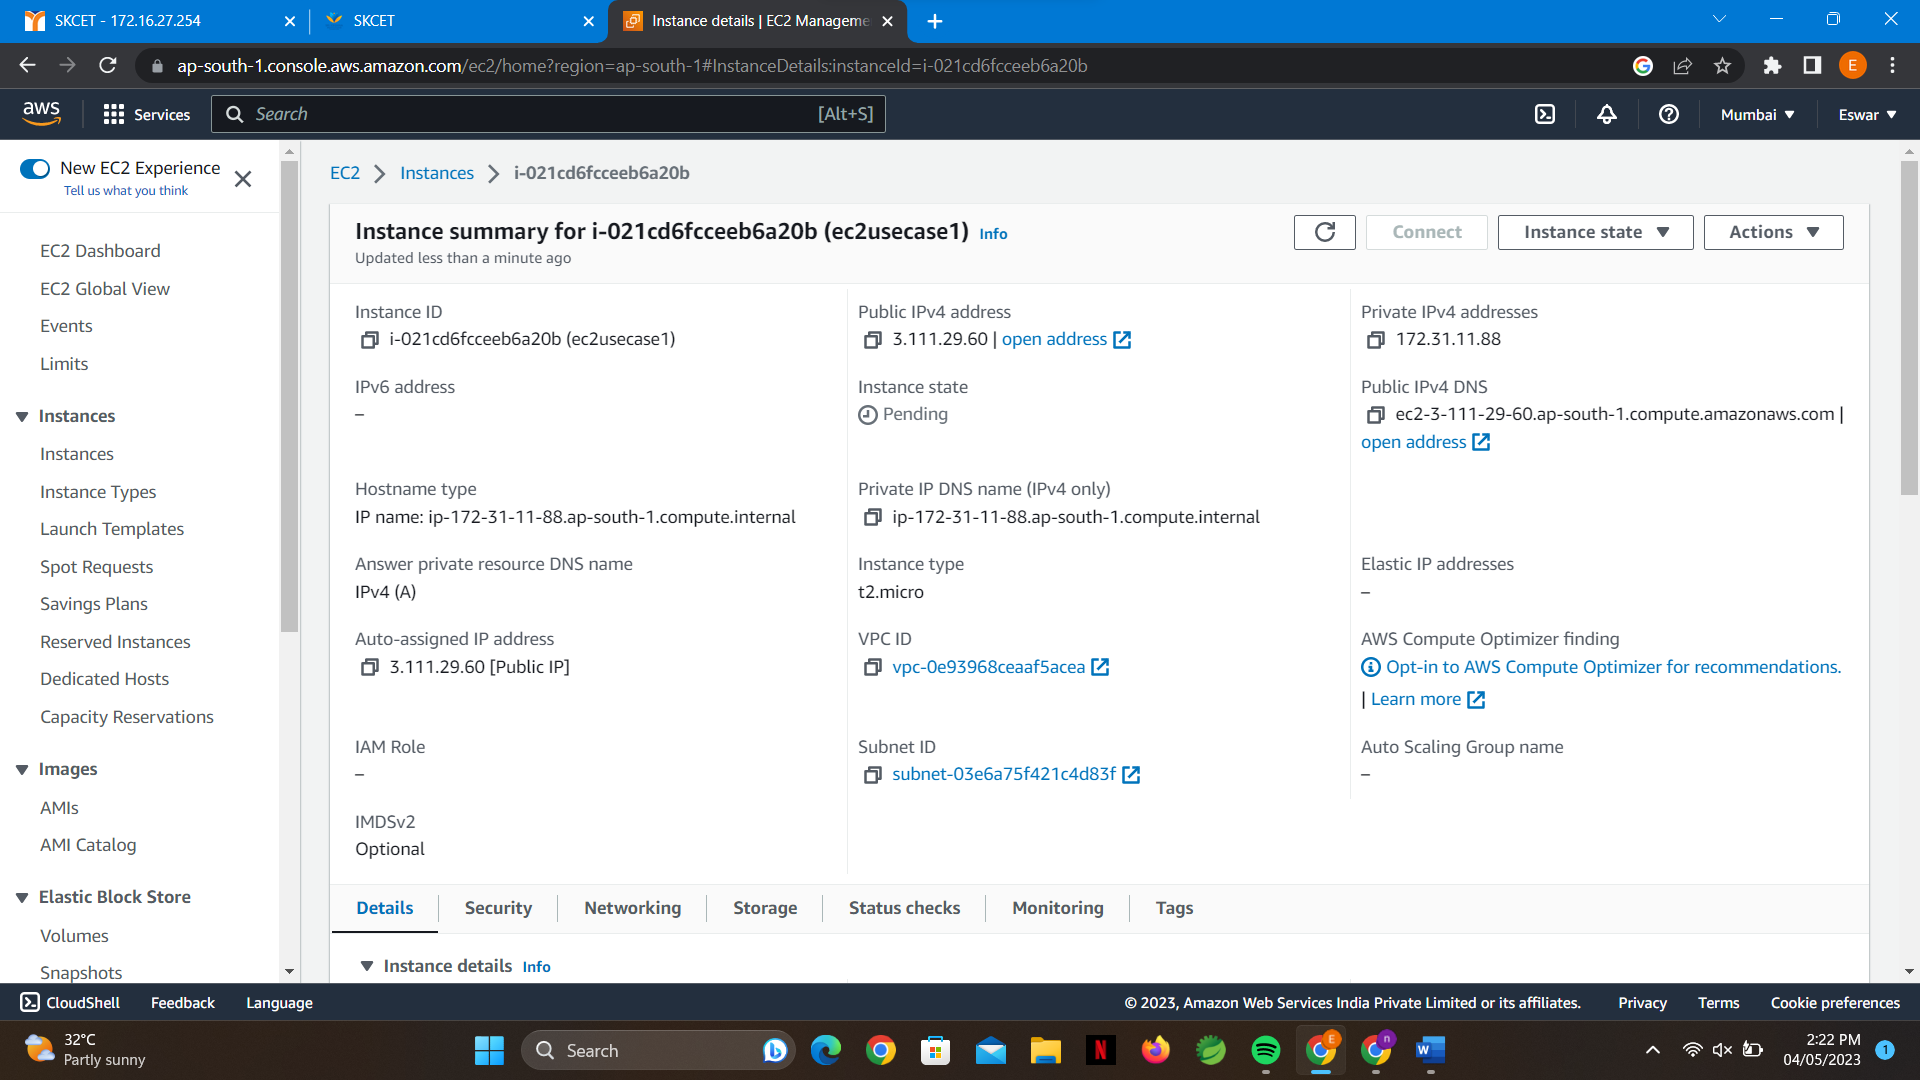 SKCET - 172.16.27.254
SKCET
Instance details | EC2 Manageme
ap-south-1.console.aws.amazon.com/ec2/home?region=ap-south-1#InstanceDetails:instanceId=i-021cd6fcceeb6a20b
E
aws
Services
Search
[Alt+S]
Mumbai
Eswar
New EC2 Experience
Tell us what you think
EC2 Dashboard
EC2 Global View
Events
Limits
Instances
Instances
Instance Types
Launch Templates
Spot Requests
Savings Plans
Reserved Instances
Dedicated Hosts
Capacity Reservations
Images
AMIs
AMI Catalog
Elastic Block Store
Volumes
Snapshots
EC2
Instances
i-021cd6fcceeb6a20b
Instance summary for i-021cd6fcceeb6a20b (ec2usecase1) Info
Updated less than a minute ago
Connect
Instance state
Actions
Instance ID
i-021cd6fcceeb6a20b (ec2usecase1)
Public IPv4 address
3.111.29.60 | open address
Private IPv4 addresses
172.31.11.88
IPv6 address
–
Instance state
Pending
Public IPv4 DNS
ec2-3-111-29-60.ap-south-1.compute.amazonaws.com |
open address
Hostname type
IP name: ip-172-31-11-88.ap-south-1.compute.internal
Private IP DNS name (IPv4 only)
ip-172-31-11-88.ap-south-1.compute.internal
Answer private resource DNS name
IPv4 (A)
Instance type
t2.micro
Elastic IP addresses
–
Auto-assigned IP address
3.111.29.60 [Public IP]
VPC ID
vpc-0e93968ceaaf5acea
AWS Compute Optimizer finding
Opt-in to AWS Compute Optimizer for recommendations.
| Learn more
IAM Role
–
Subnet ID
subnet-03e6a75f421c4d83f
Auto Scaling Group name
–
IMDSv2
Optional
Details
Security
Networking
Storage
Status checks
Monitoring
Tags
Instance details Info
CloudShell
Feedback
Language
© 2023, Amazon Web Services India Private Limited or its affiliates.
Privacy
Terms
Cookie preferences
32°C
Partly sunny
Search
N
E
n
W
2:22 PM
04/05/2023
1